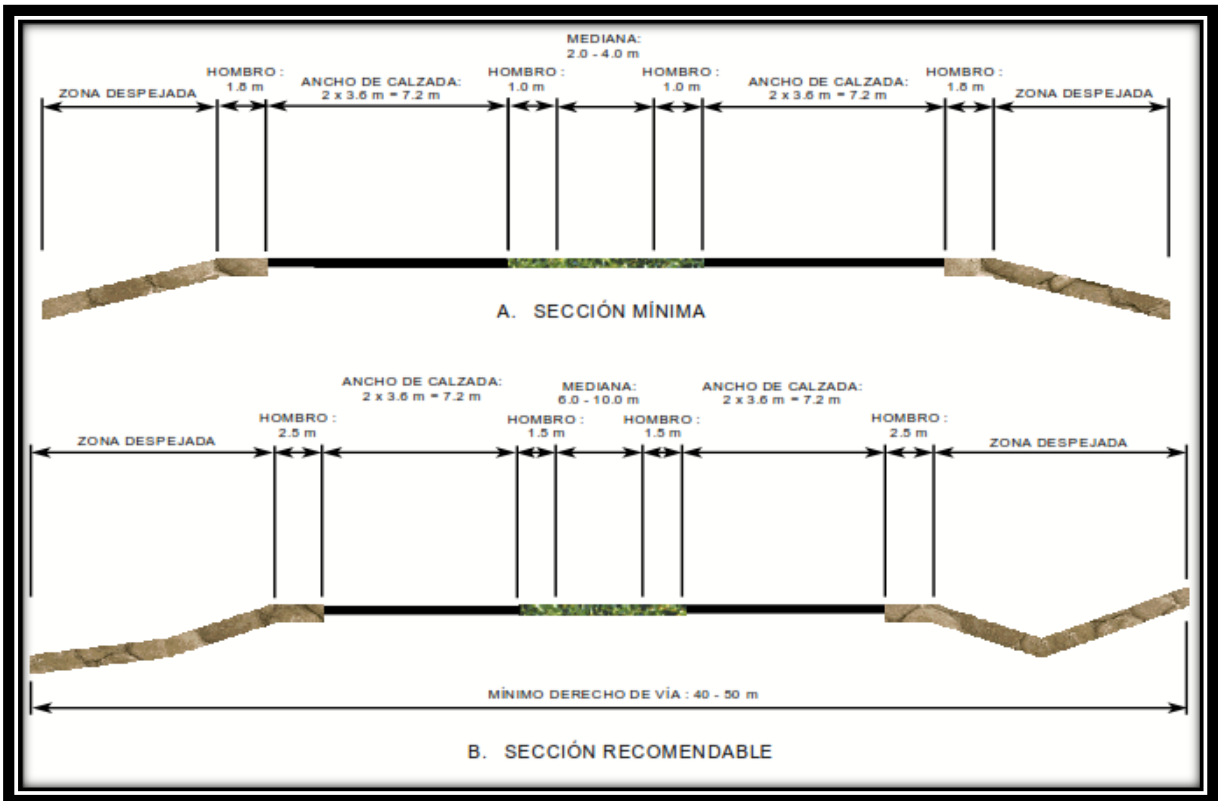 MEDIANA:
2.0 - 4.0 m
HOMBRO :
1.8 m
ANCHO DE CALZADA:
2 x 3.6 m = 7.2 m
HOMBRO :
1.0 m
HOMBRO :
1.0 m
ANCHO DE CALZADA:
2 x 3.6 m = 7.2 m
HOMBRO :
1.8 m
ZONA DESPEJADA
ZONA DESPEJADA
A. SECCIÓN MÍNIMA
ANCHO DE CALZADA:
2 x 3.6 m = 7.2 m
MEDIANA:
6.0 - 10.0 m
ANCHO DE CALZADA:
2 x 3.6 m = 7.2 m
HOMBRO :
2.5 m
HOMBRO :
1.5 m
HOMBRO :
1.5 m
HOMBRO :
2.5 m
ZONA DESPEJADA
ZONA DESPEJADA
MÍNIMO DERECHO DE VÍA : 40 - 50 m
B. SECCIÓN RECOMENDABLE